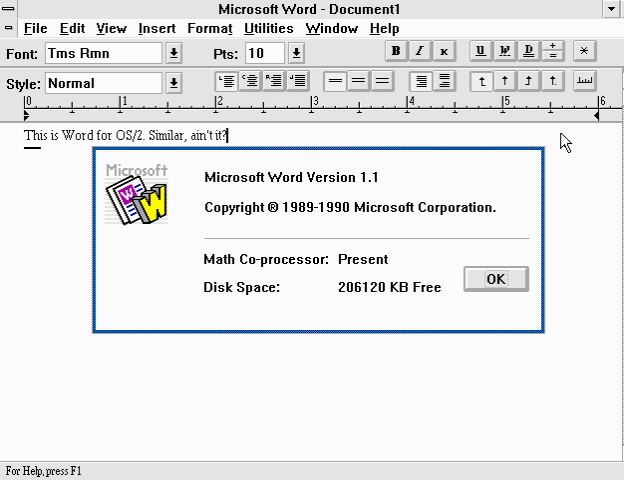 Microsoft Word - Document1
File Edit View Insert Format Utilities Window Help
Font: Tms Rmn Pts: 10 B I K U W D
Style: Normal
0 1 2 3 4 5 6
This is Word for OS/2. Similar, ain't it?
Microsoft
Microsoft Word Version 1.1
Copyright © 1989-1990 Microsoft Corporation.
Math Co-processor: Present
Disk Space: 206120 KB Free
OK
For Help, press F1